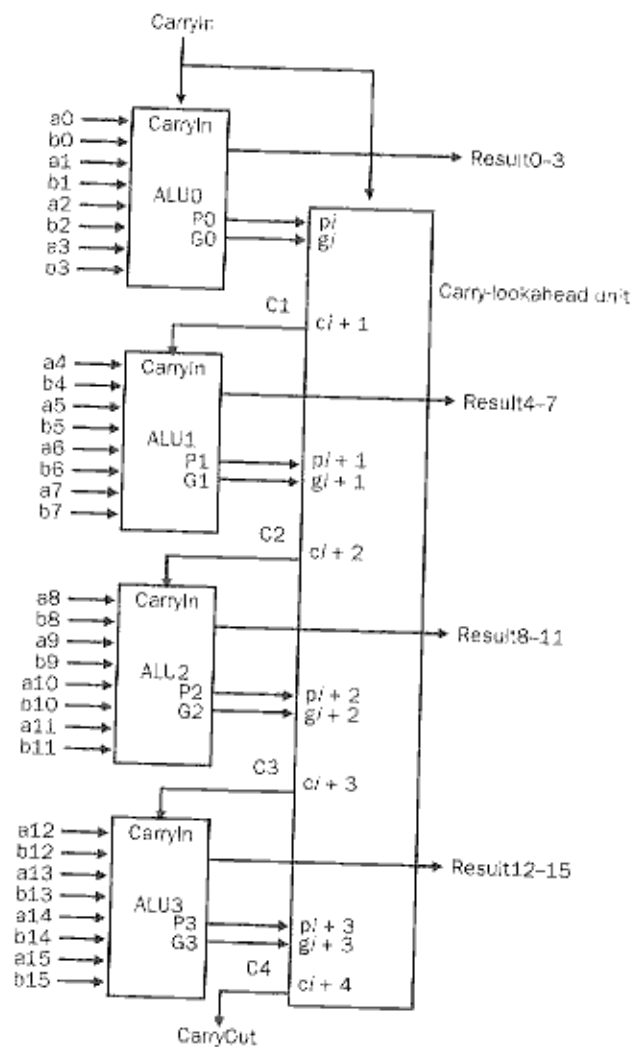 CarryIn
a0
b0
a1
b1
a2
b2
a3
b3
CarryIn
ALU0
P0
G0
pi
gi
Result0–3
Carry-lookahead unit
C1
ci + 1
a4
b4
a5
b5
a6
b6
a7
b7
CarryIn
ALU1
P1
G1
pi + 1
gi + 1
Result4–7
C2
ci + 2
a8
b8
a9
b9
a10
b10
a11
b11
CarryIn
ALU2
P2
G2
pi + 2
gi + 2
Result8–11
C3
ci + 3
a12
b12
a13
b13
a14
b14
a15
b15
CarryIn
ALU3
P3
G3
pi + 3
gi + 3
Result12–15
C4
ci + 4
CarryOut